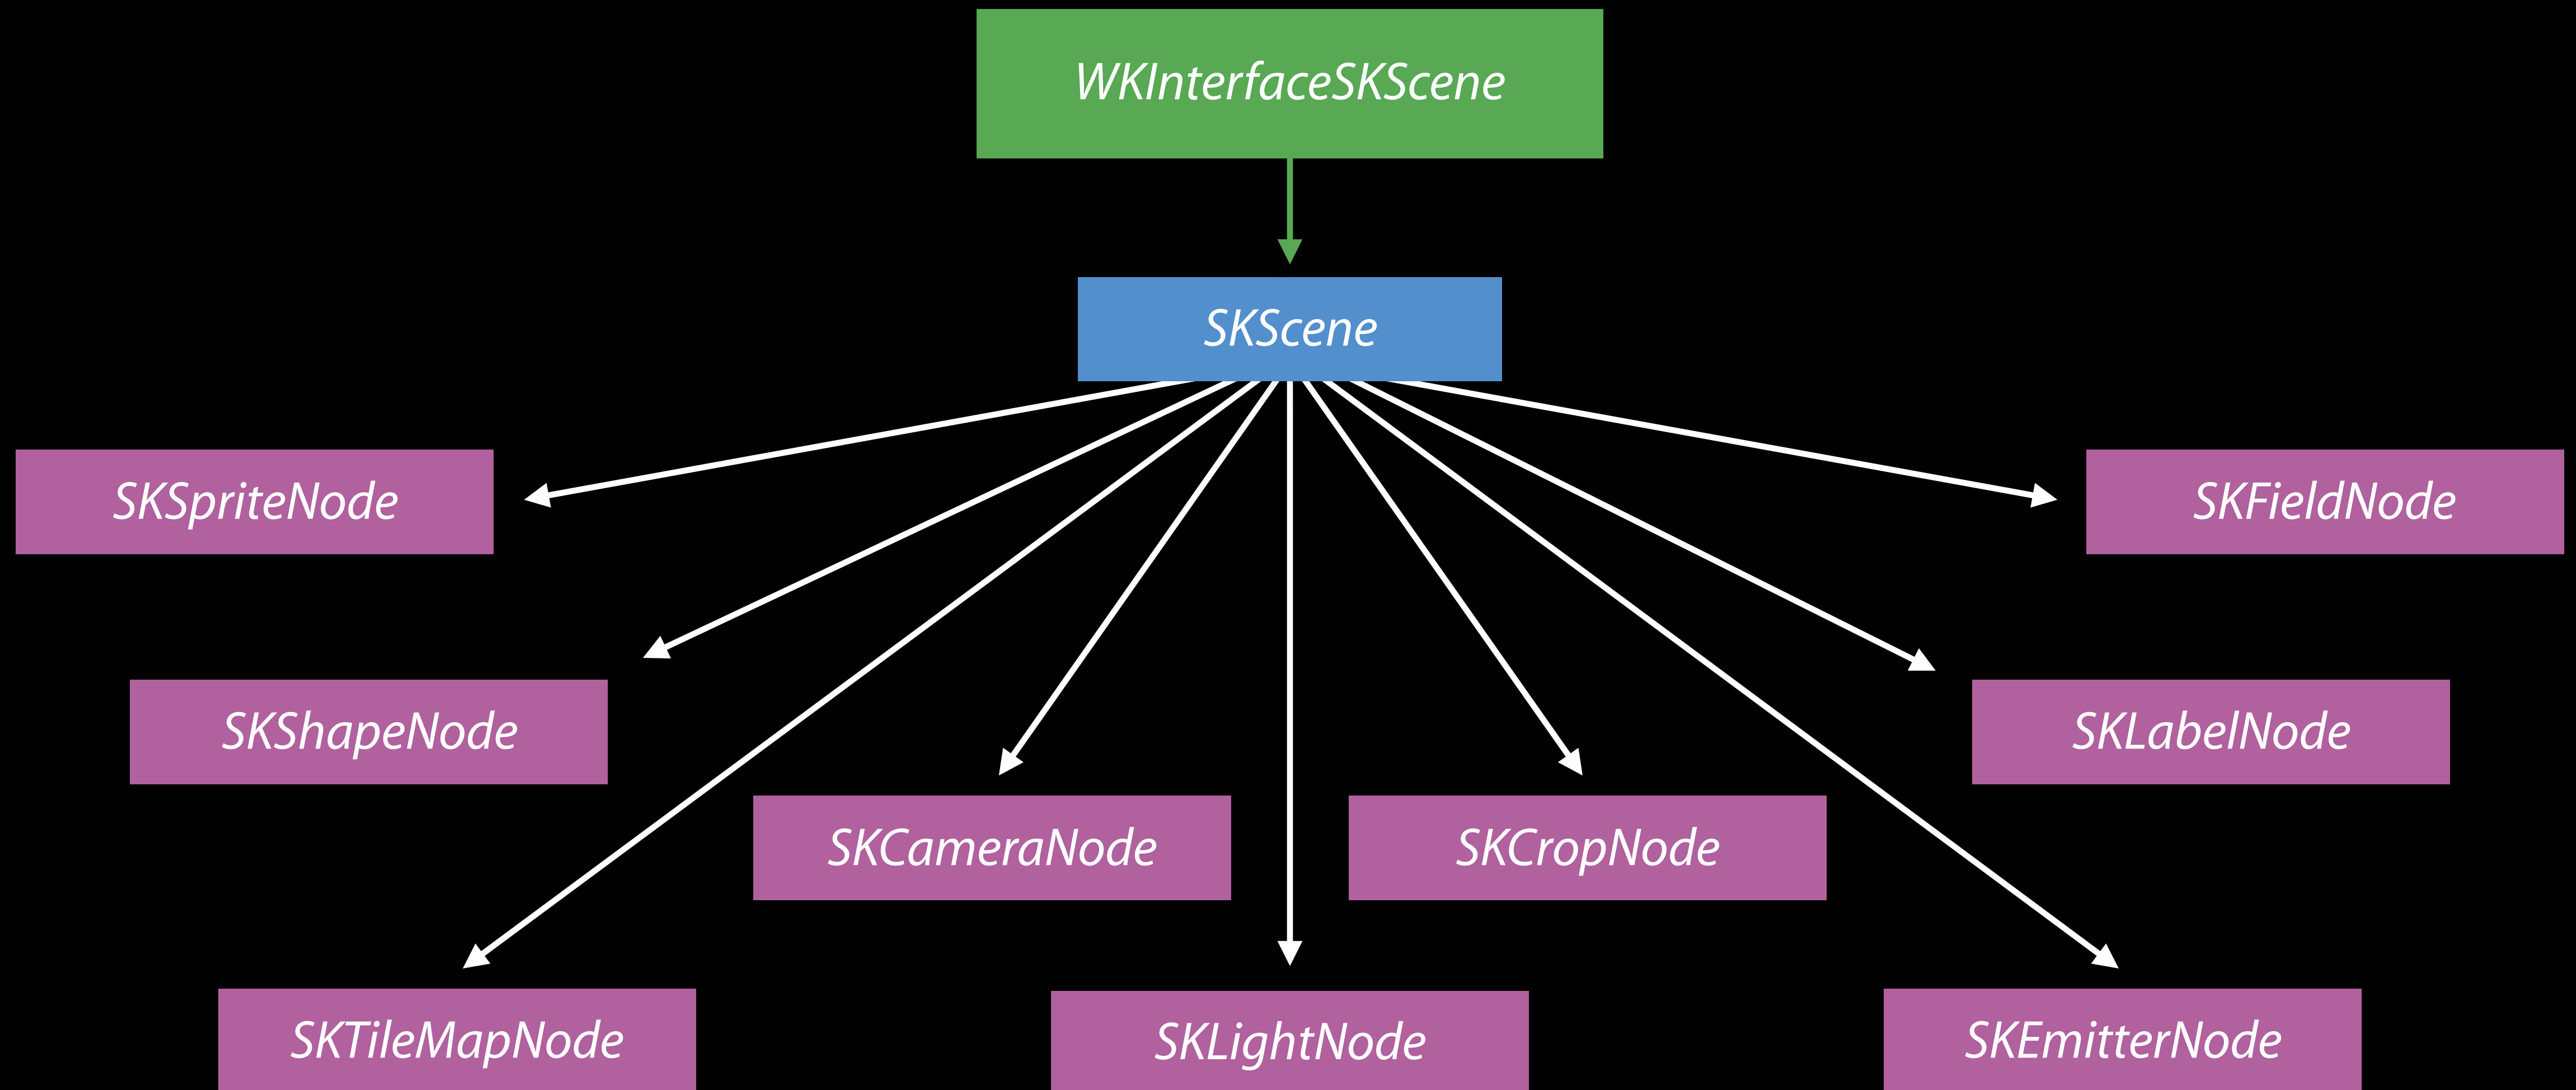 WKInterfaceSKScene
SKScene
SKSpriteNode
SKFieldNode
SKShapeNode
SKLabelNode
SKCameraNode
SKCropNode
SKTileMapNode
SKLightNode
SKEmitterNode